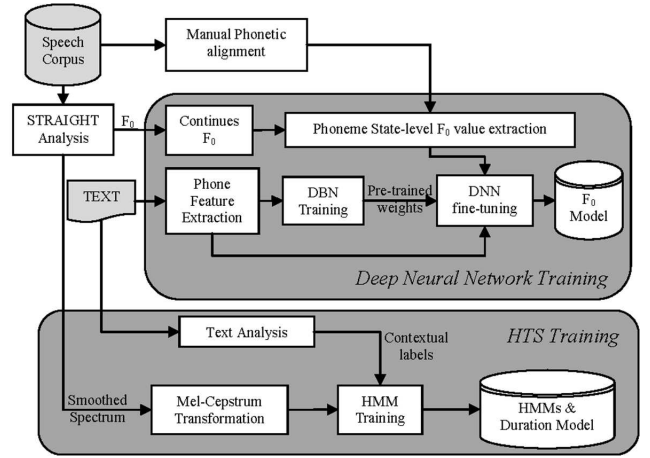 Speech
Corpus
Manual Phonetic
alignment
STRAIGHT
Analysis
F0
Continues
F0
Phoneme State-level F0 value extraction
TEXT
Phone
Feature
Extraction
DBN
Training
Pre-trained
weights
DNN
fine-tuning
F0
Model
Deep Neural Network Training
Text Analysis
Contextual
labels
HTS Training
Smoothed
Spectrum
Mel-Cepstrum
Transformation
HMM
Training
HMMs &
Duration Model